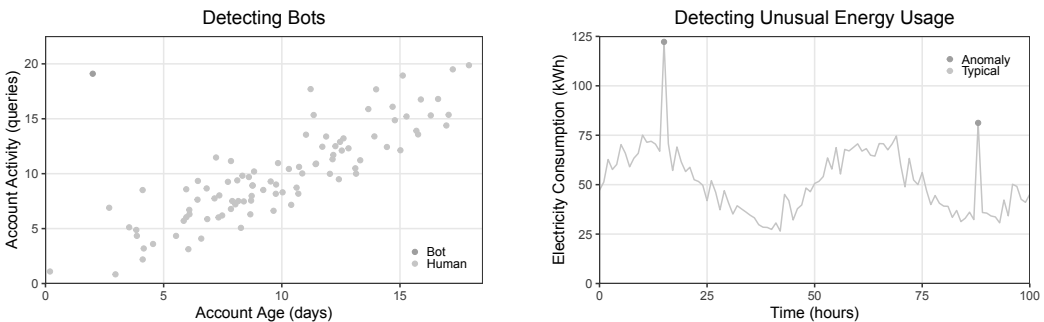 Detecting Bots
Account Activity (queries)
20
15
10
5
0
Bot
Human
0 5 10 15
Account Age (days)
Detecting Unusual Energy Usage
Electricity Consumption (kWh)
125
100
75
50
25
0
Anomaly
Typical
0 25 50 75 100
Time (hours)